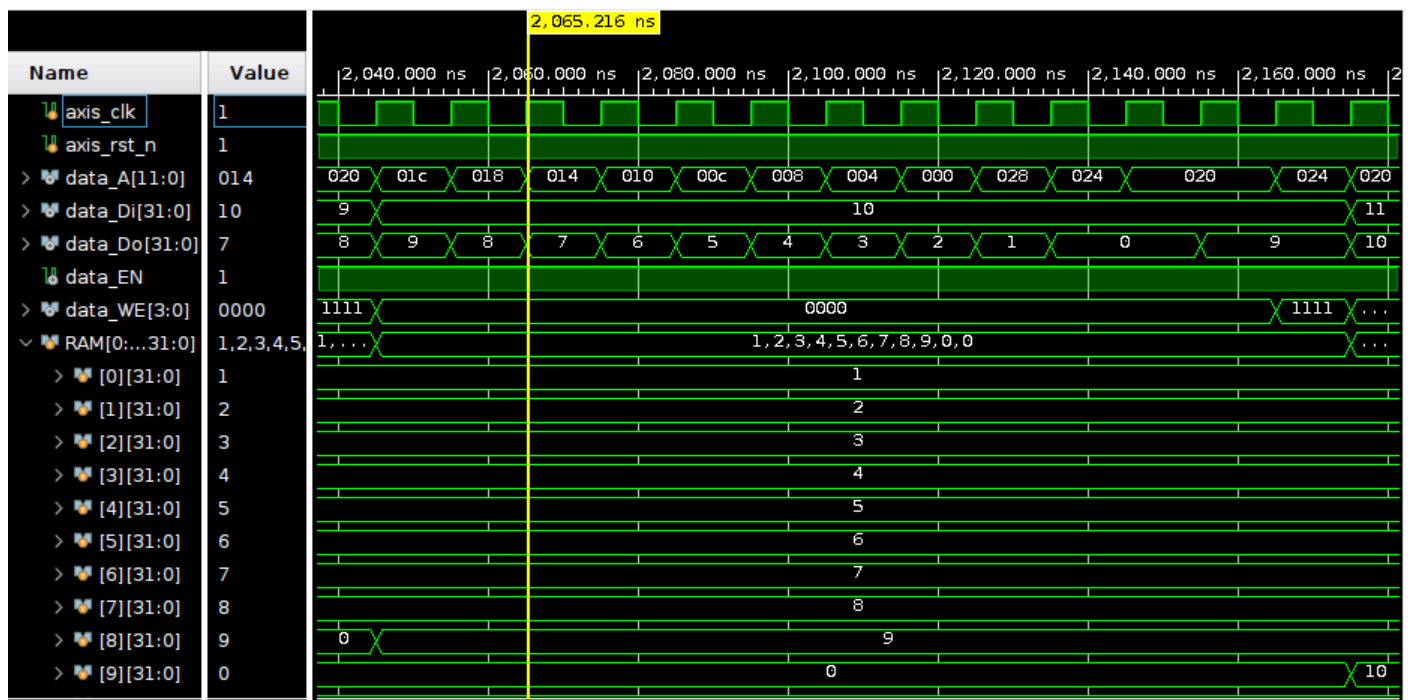 2,065.216 ns
Name Value 2,040.000 ns 2,060.000 ns 2,080.000 ns 2,100.000 ns 2,120.000 ns 2,140.000 ns 2,160.000 ns 2
axis_clk 1
axis_rst_n 1
data_A[11:0] 014 020 01c 018 014 010 00c 008 004 000 028 024 020 024 020
data_Di[31:0] 10 9 10 11
data_Do[31:0] 7 8 9 8 7 6 5 4 3 2 1 0 9 10
data_EN 1
data_WE[3:0] 0000 1111 0000 1111 ...
RAM[0:...31:0] 1,2,3,4,5, 1,... 1,2,3,4,5,6,7,8,9,0,0 ...
[0][31:0] 1 1
[1][31:0] 2 2
[2][31:0] 3 3
[3][31:0] 4 4
[4][31:0] 5 5
[5][31:0] 6 6
[6][31:0] 7 7
[7][31:0] 8 8
[8][31:0] 9 0 9
[9][31:0] 0 0 10